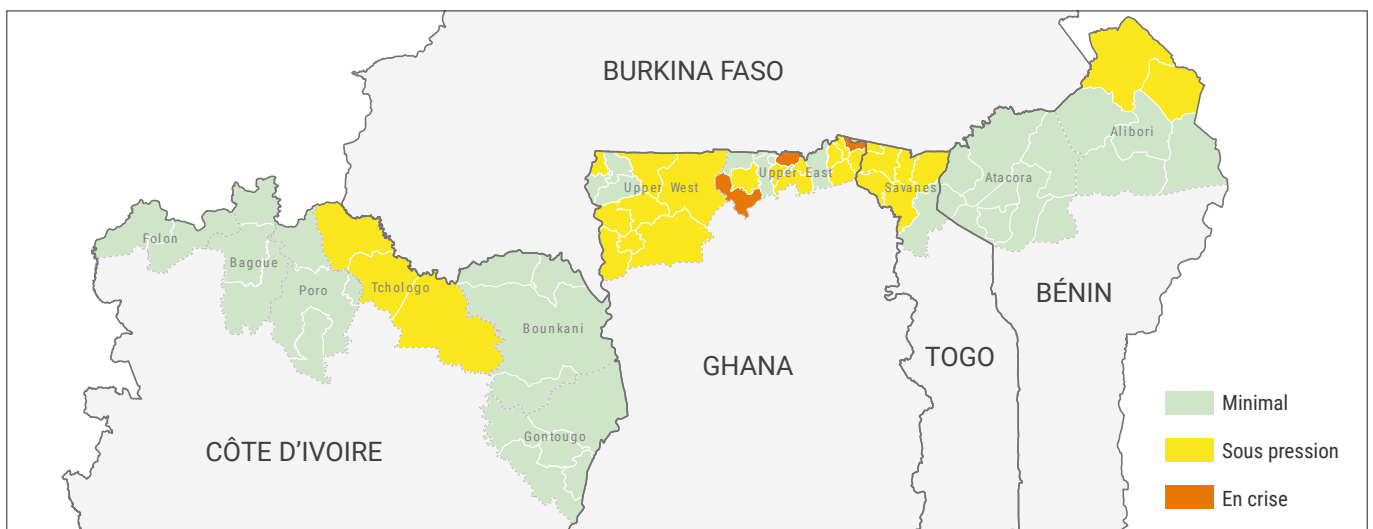 BURKINA FASO
Alibori
Atacora
Upper East
Upper West
Savanes
Folon
Bagoue
Poro
Tchologo
Bounkani
BÉNIN
GHANA
TOGO
Gontougo
CÔTE D'IVOIRE
Minimal
Sous pression
En crise